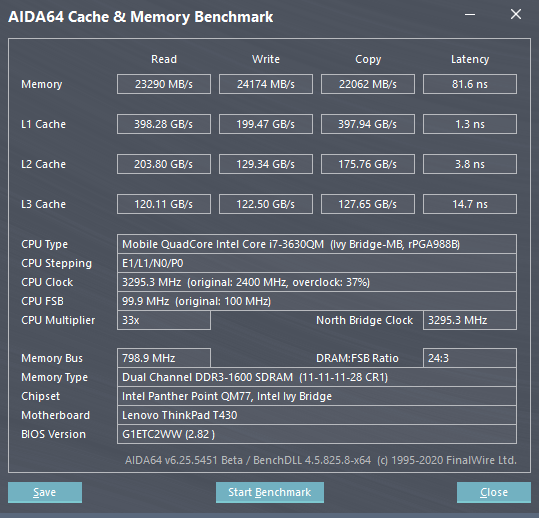 AIDA64 Cache & Memory Benchmark
Read Write Copy Latency
Memory 23290 MB/s 24174 MB/s 22062 MB/s 81.6 ns
L1 Cache 398.28 GB/s 199.47 GB/s 397.94 GB/s 1.3 ns
L2 Cache 203.80 GB/s 129.34 GB/s 175.76 GB/s 3.8 ns
L3 Cache 120.11 GB/s 122.50 GB/s 127.65 GB/s 14.7 ns
CPU Type Mobile QuadCore Intel Core i7-3630QM (Ivy Bridge-MB, rPGA988B)
CPU Stepping E1/L1/N0/P0
CPU Clock 3295.3 MHz (original: 2400 MHz, overclock: 37%)
CPU FSB 99.9 MHz (original: 100 MHz)
CPU Multiplier 33x North Bridge Clock 3295.3 MHz
Memory Bus 798.9 MHz DRAM:FSB Ratio 24:3
Memory Type Dual Channel DDR3-1600 SDRAM (11-11-11-28 CR1)
Chipset Intel Panther Point QM77, Intel Ivy Bridge
Motherboard Lenovo ThinkPad T430
BIOS Version G1ETC2WW (2.82 )
AIDA64 v6.25.5451 Beta / BenchDLL 4.5.825.8-x64 (c) 1995-2020 FinalWire Ltd.
Save Start Benchmark Close